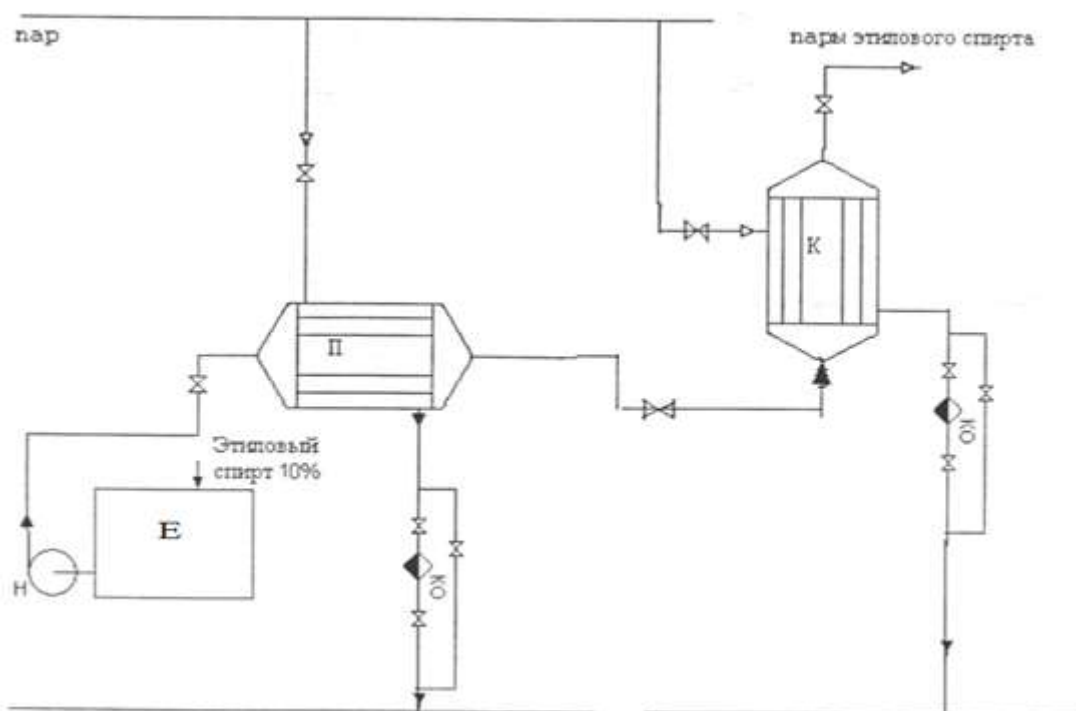 пар
пары этилового спирта
К
П
Этиловый
спирт 10%
Е
Н
КО
КО